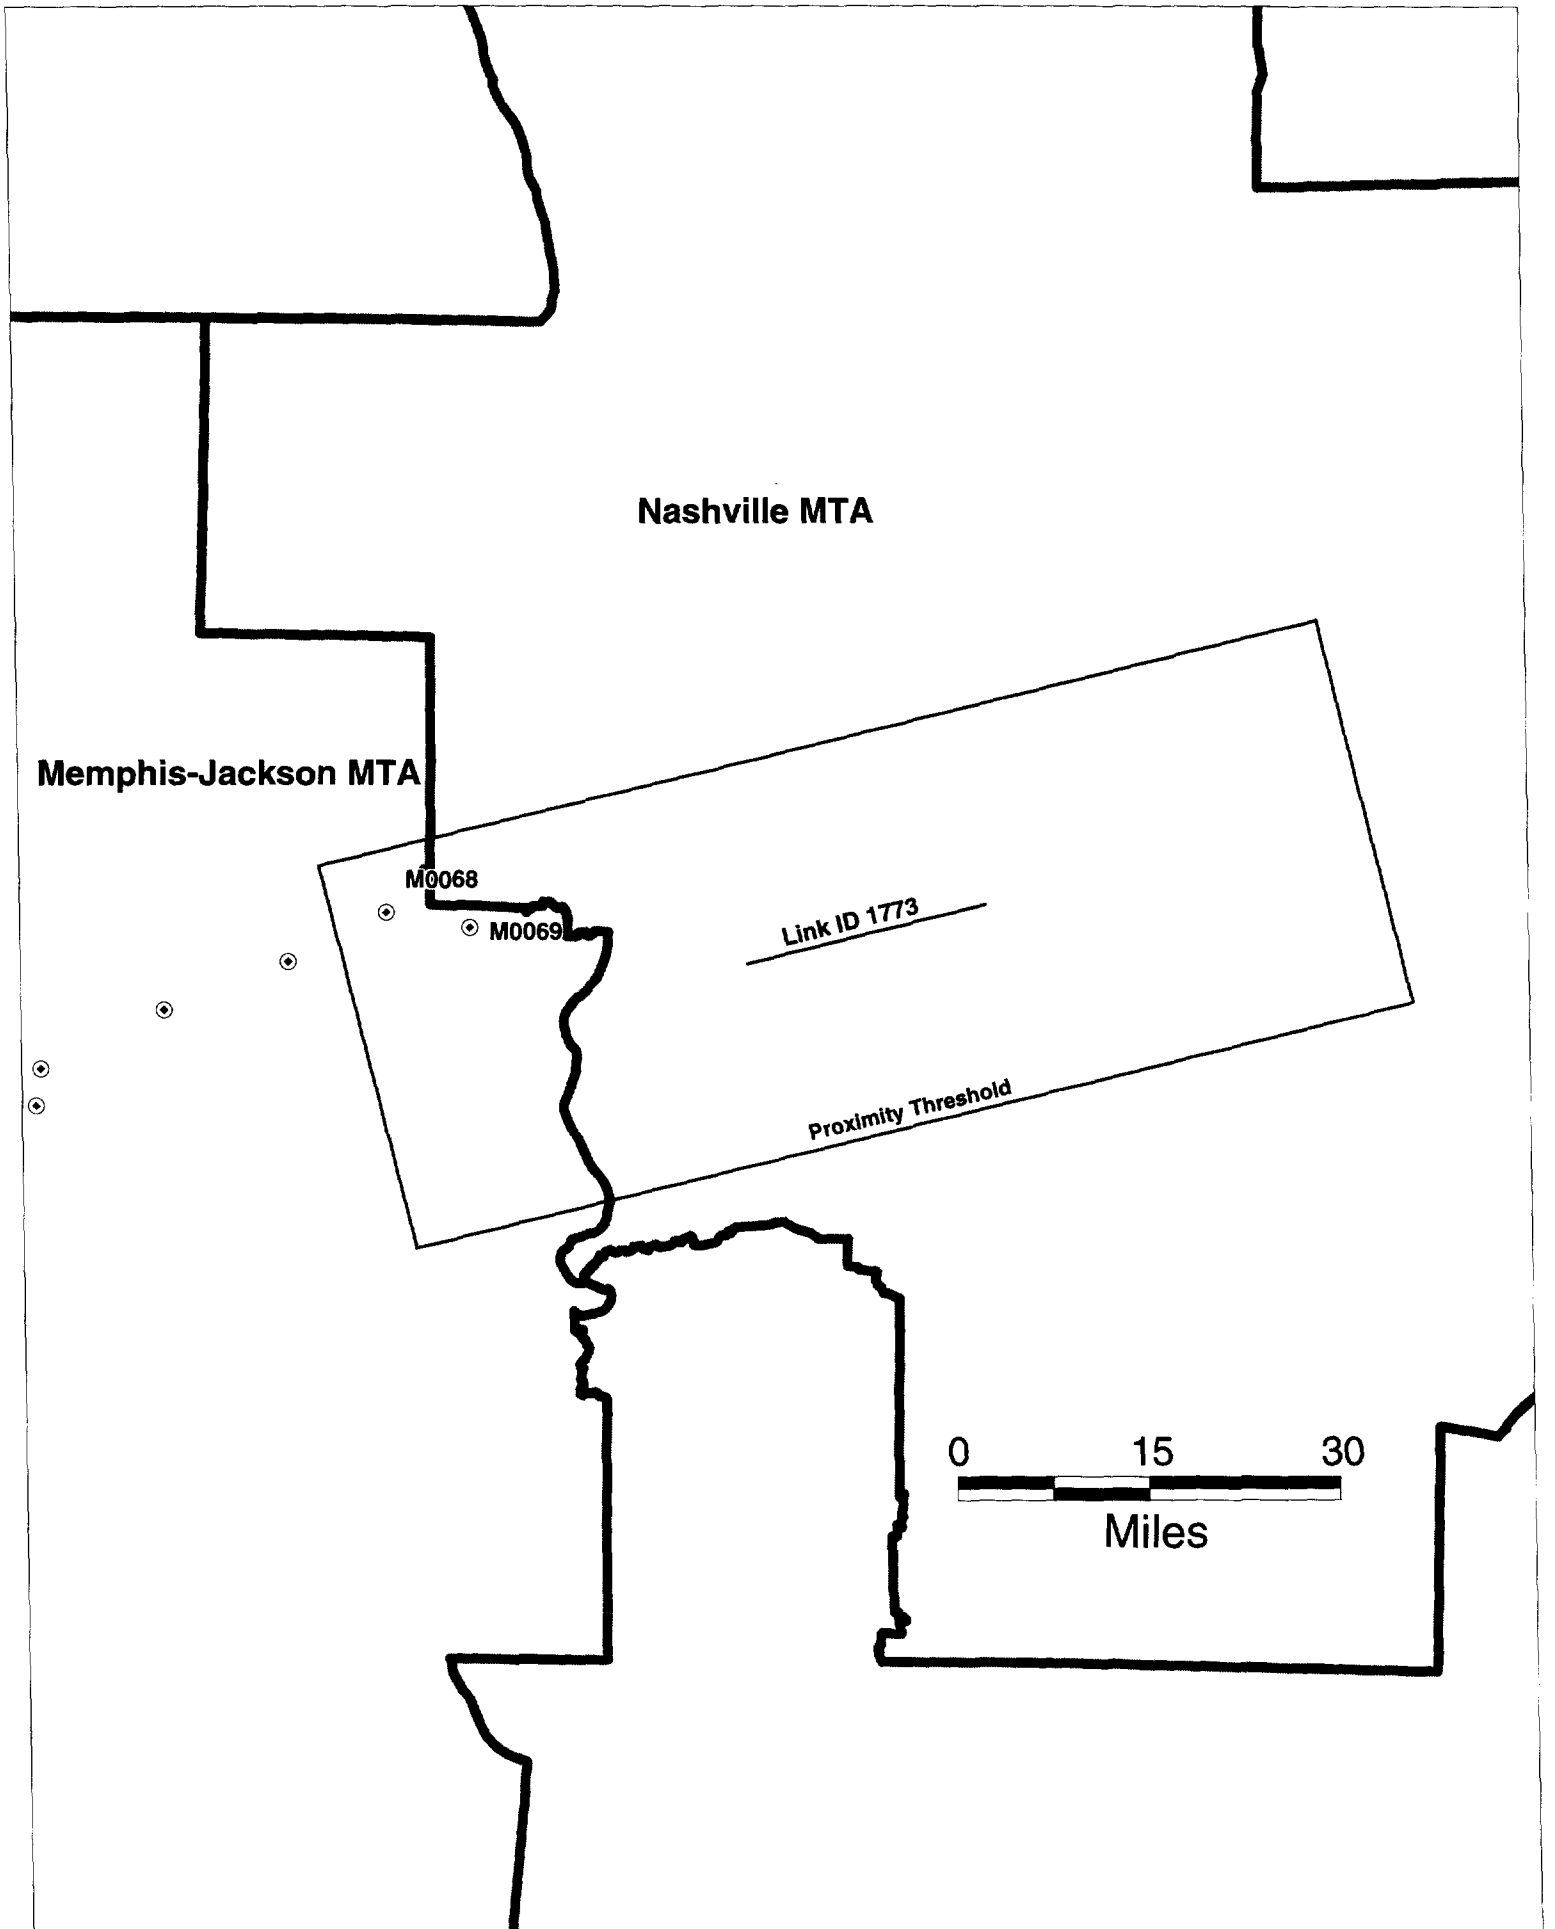 Nashville MTA
Memphis-Jackson MTA
M0068
M0069
Link ID 1773
Proximity Threshold
0 15 30
Miles